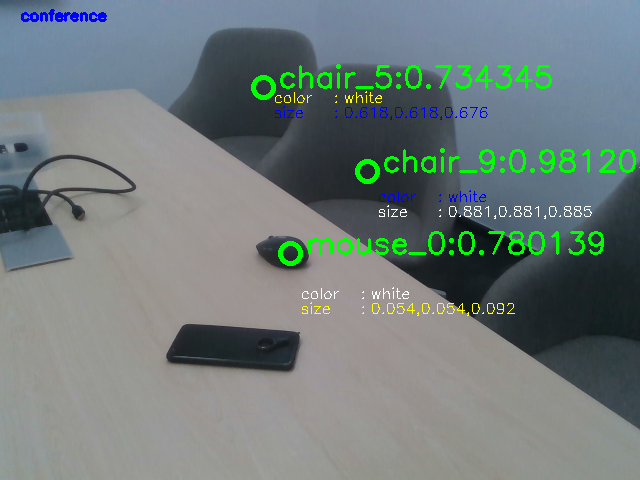 conference
chair_5:0.734345
color : white
size : 0.618,0.618,0.676
chair_9:0.98120
color : white
size : 0.881,0.881,0.885
mouse_0:0.780139
color : white
size : 0.054,0.054,0.092